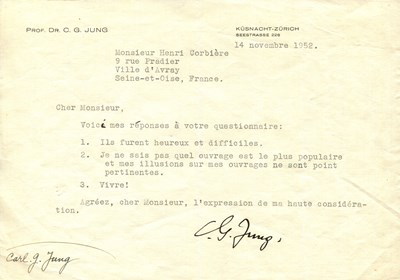 PROF. DR. C. G. JUNG
KÜSNACHT-ZÜRICH
SEESTRASSE 228
14 novembre 1952.
Monsieur Henri Corbière
9 rue Prádier
Ville d'Avray
Seine-et-Oise, France.
Cher Monsieur,
Voici mes réponses à votre questionnaire:
1. Ils furent heureux et difficiles.
2. Je ne sais pas quel ouvrage est le plus populaire
et mes illusions sur mes ouvrages ne sont point
pertinentes.
3. Vivre!
Agréez, cher Monsieur, l'expression de ma haute considéra-
tion.
C. G. Jung.
Carl. G. Jung